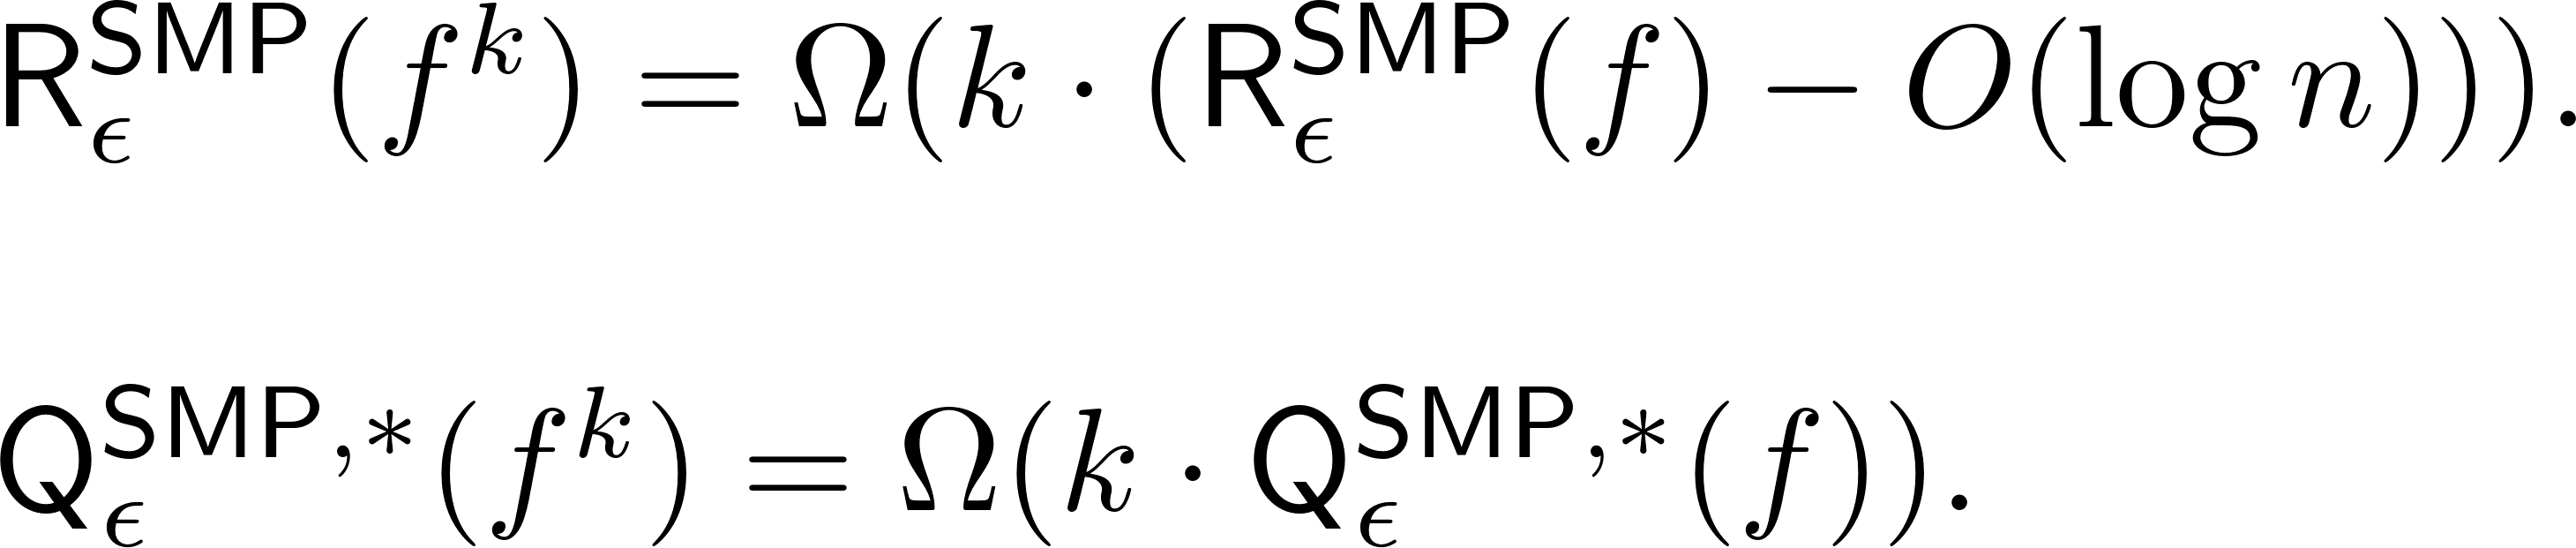 R_ϵ^SMP(f^k) = Ω(k · (R_ϵ^SMP(f) − O(log n))).
Q_ϵ^SMP,∗(f^k) = Ω(k · Q_ϵ^SMP,∗(f)).